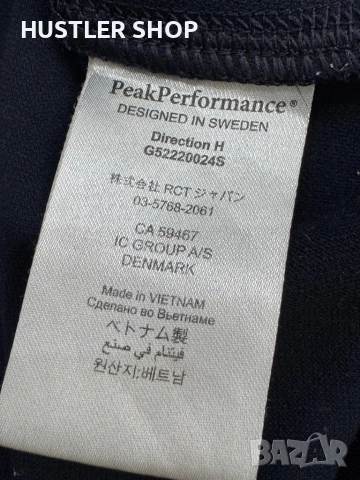 HUSTLER SHOP
PeakPerformance®
DESIGNED IN SWEDEN
Direction H
G52220024S
株式会社 RCT ジャパン
03-5768-2061
CA 59467
IC GROUP A/S
DENMARK
Made in VIETNAM
Сделано во Вьетнаме
ベトナム製
فيتنام في صنع
원산지:베트남
BAZAR